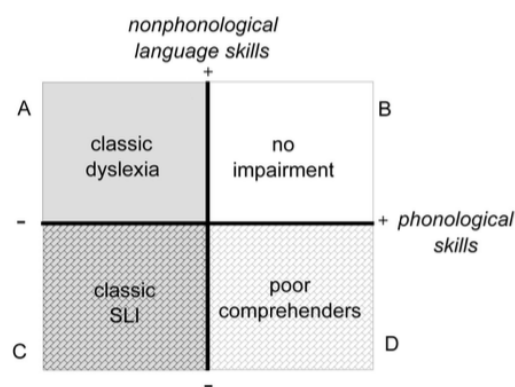 nonphonological
language skills
+
A
B
classic
dyslexia
no
impairment
-
+ phonological
skills
classic
SLI
poor
comprehenders
C
D
-